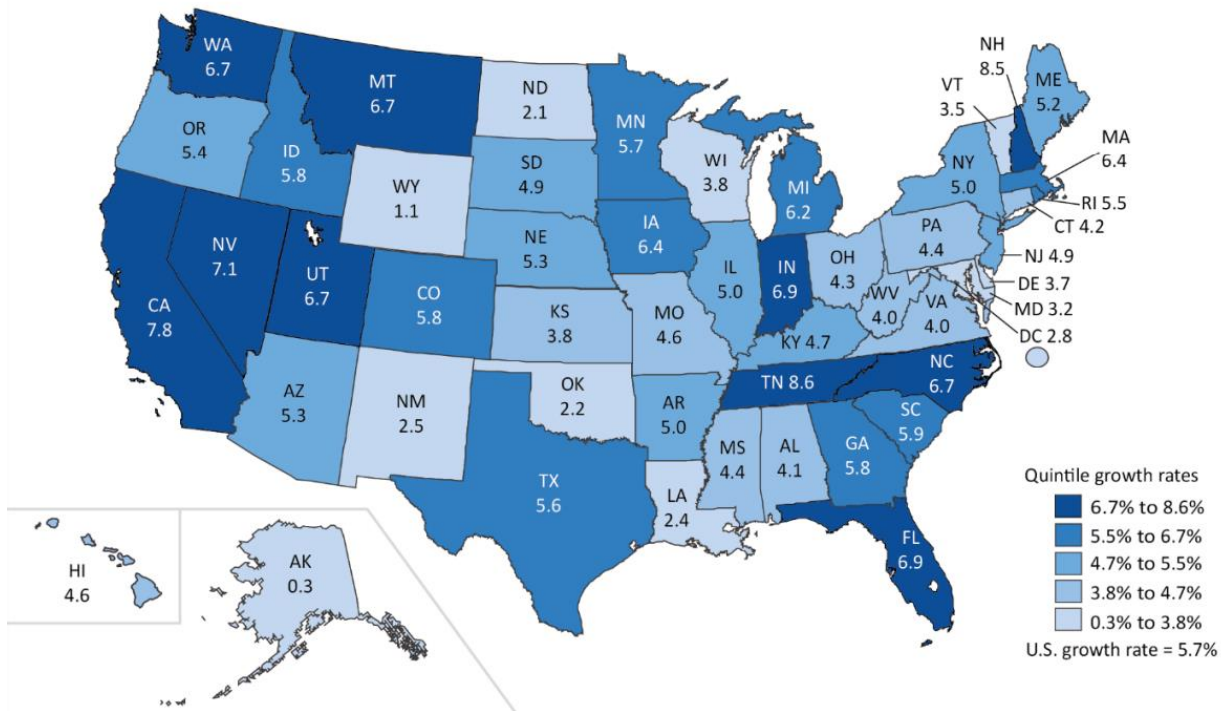 WA
6.7
MT
6.7
ND
2.1
MN
5.7
OR
5.4
ID
5.8
WY
1.1
SD
4.9
WI
3.8
MI
6.2
NH
8.5
VT
3.5
ME
5.2
MA
6.4
NY
5.0
RI 5.5
CT 4.2
CA
7.8
NV
7.1
UT
6.7
CO
5.8
NE
5.3
IA
6.4
IL
5.0
IN
6.9
OH
4.3
PA
4.4
NJ 4.9
DE 3.7
MD 3.2
DC 2.8
KS
3.8
MO
4.6
WV
4.0
VA
4.0
KY 4.7
AZ
5.3
NM
2.5
OK
2.2
AR
5.0
TN 8.6
NC
6.7
SC
5.9
TX
5.6
LA
2.4
MS
4.4
AL
4.1
GA
5.8
FL
6.9
HI
4.6
AK
0.3
Quintile growth rates
6.7% to 8.6%
5.5% to 6.7%
4.7% to 5.5%
3.8% to 4.7%
0.3% to 3.8%
U.S. growth rate = 5.7%